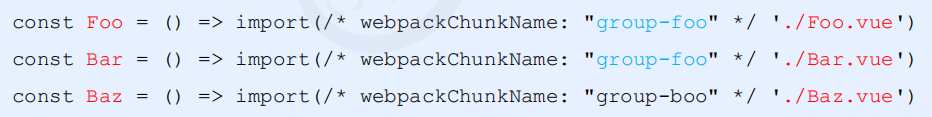 const Foo = () => import(/* webpackChunkName: "group-foo" */ './Foo.vue')
const Bar = () => import(/* webpackChunkName: "group-foo" */ './Bar.vue')
const Baz = () => import(/* webpackChunkName: "group-boo" */ './Baz.vue')